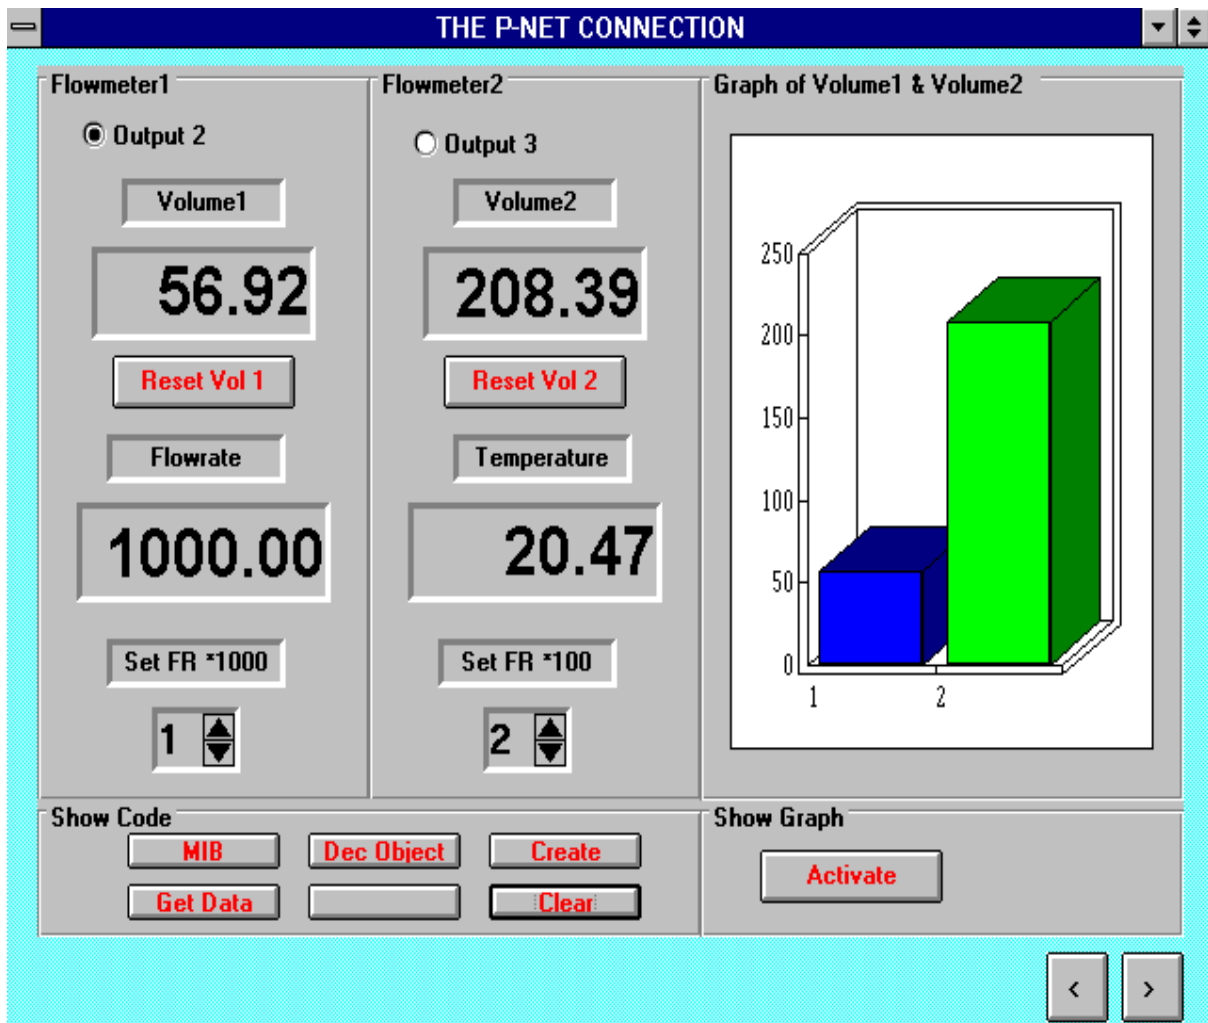 THE P-NET CONNECTION
Flowmeter1
Output 2
Volume1
56.92
Reset Vol 1
Flowrate
1000.00
Set FR *1000
1
Flowmeter2
Output 3
Volume2
208.39
Reset Vol 2
Temperature
20.47
Set FR *100
2
Graph of Volume1 & Volume2
250
200
150
100
50
0
1 2
Show Code
MIB Dec Object Create
Get Data Clear
Show Graph
Activate
< >